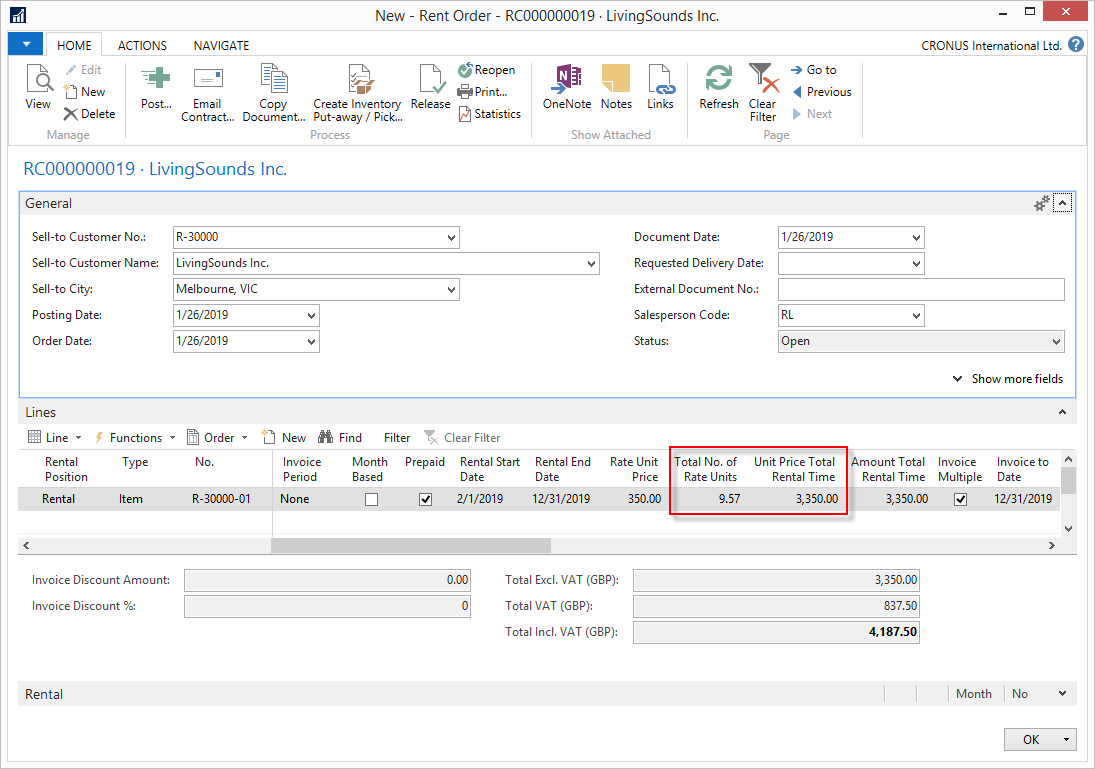 New - Rent Order - RC000000019 · LivingSounds Inc.
HOME ACTIONS NAVIGATE CRONUS International Ltd. ?
View
Edit
New
Delete
Manage
Post...
Email
Contract...
Copy
Document...
Create Inventory
Put-away / Pick...
Release
Reopen
Print...
Statistics
Process
OneNote
Notes
Links
Show Attached
Refresh
Clear
Filter
Go to
Previous
Next
Page
RC000000019 · LivingSounds Inc.
General
Sell-to Customer No.: R-30000
Sell-to Customer Name: LivingSounds Inc.
Sell-to City: Melbourne, VIC
Posting Date: 1/26/2019
Order Date: 1/26/2019
Document Date: 1/26/2019
Requested Delivery Date:
External Document No.:
Salesperson Code: RL
Status: Open
Show more fields
Lines
Line Functions Order New Find Filter Clear Filter
Rental Type No. Invoice Month Prepaid Rental Start Rental End Rate Unit Total No. of Unit Price Total Amount Total Invoice Invoice to
Position Period Based Date Date Price Rate Units Rental Time Rental Time Multiple Date
Rental Item R-30000-01 None 2/1/2019 12/31/2019 350.00 9.57 3,350.00 3,350.00 12/31/2019
Invoice Discount Amount: 0.00
Invoice Discount %: 0
Total Excl. VAT (GBP): 3,350.00
Total VAT (GBP): 837.50
Total Incl. VAT (GBP): 4,187.50
Rental Month No
OK